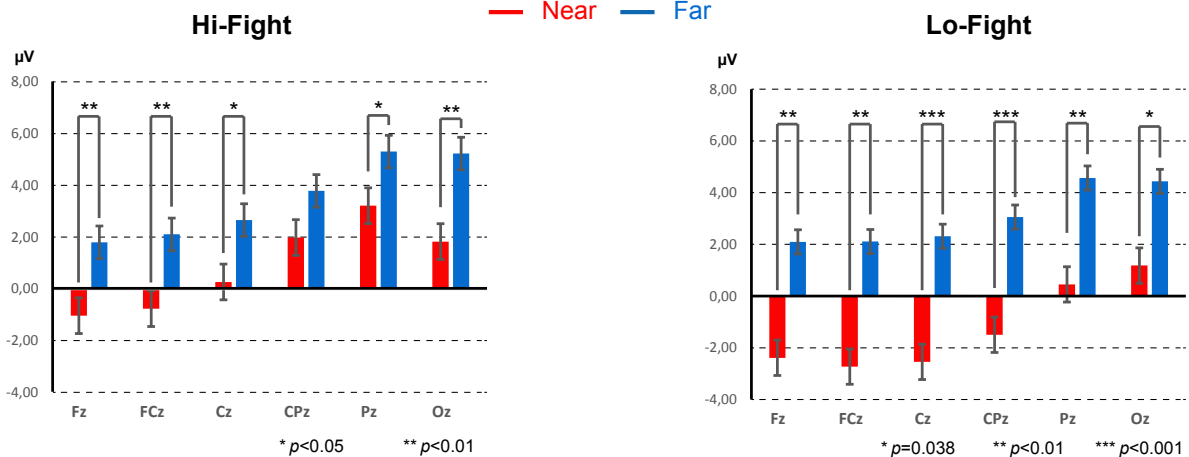 Near Far
Hi-Fight
µV
8,00
6,00
4,00
2,00
0,00
-2,00
-4,00
** ** * * **
Fz FCz Cz CPz Pz Oz
* p<0.05 ** p<0.01
Lo-Fight
µV
8,00
6,00
4,00
2,00
0,00
-2,00
-4,00
** ** *** *** ** *
Fz FCz Cz CPz Pz Oz
* p=0.038 ** p<0.01 *** p<0.001